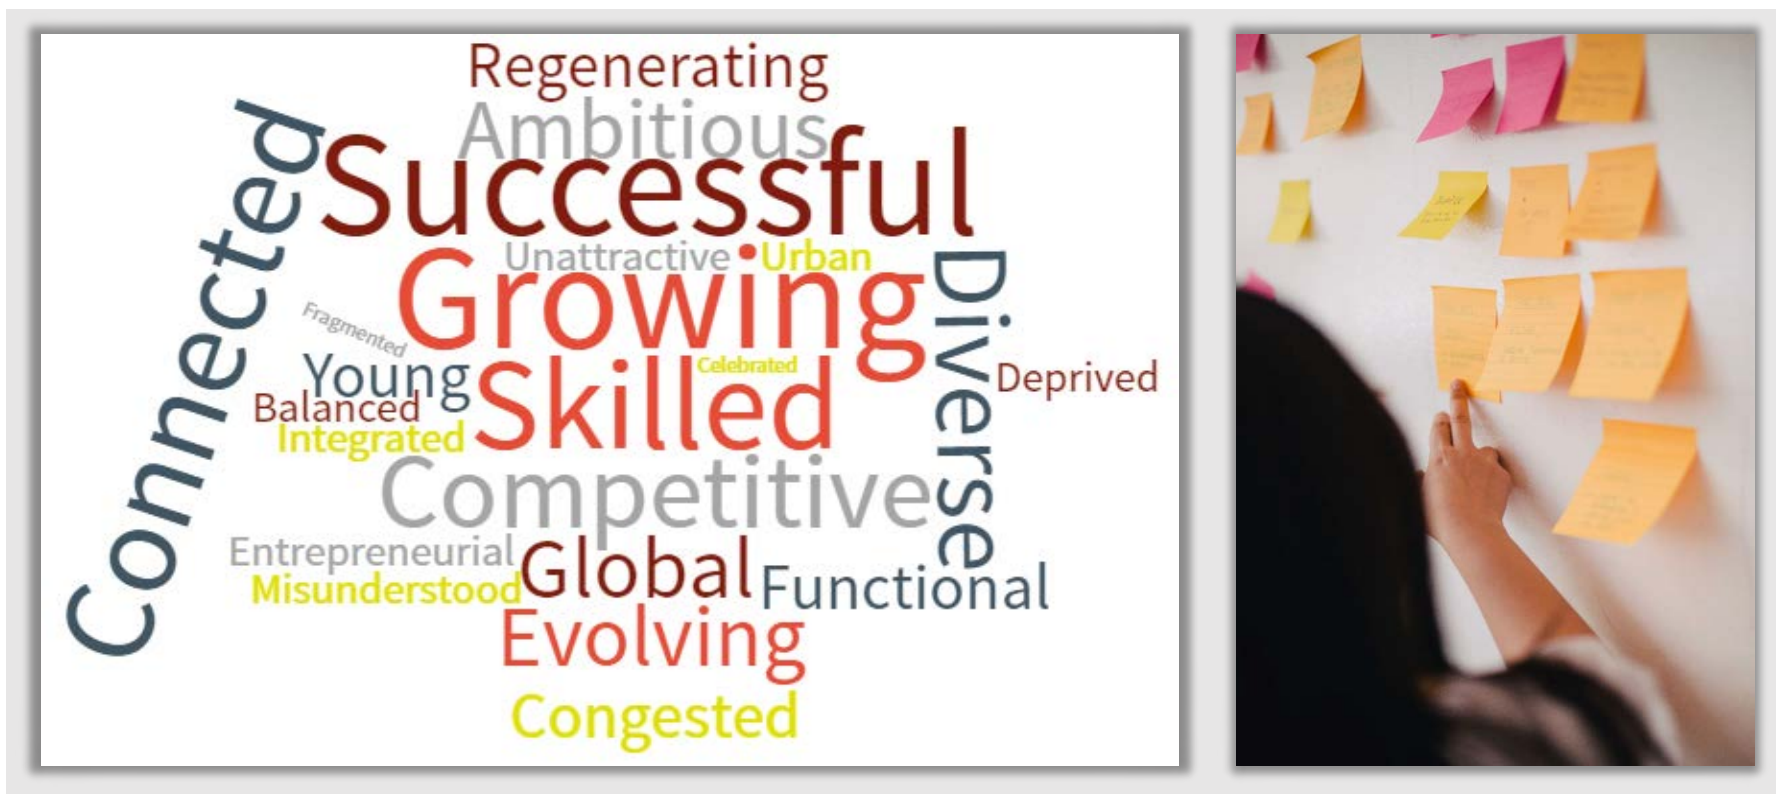 Regenerating
Ambitious
Successful
Connected
Unattractive
Urban
Growing
Diverse
Fragmented
Young
Celebrated
Skilled
Deprived
Balanced
Integrated
Competitive
Entrepreneurial
Global
Functional
Misunderstood
Evolving
Congested